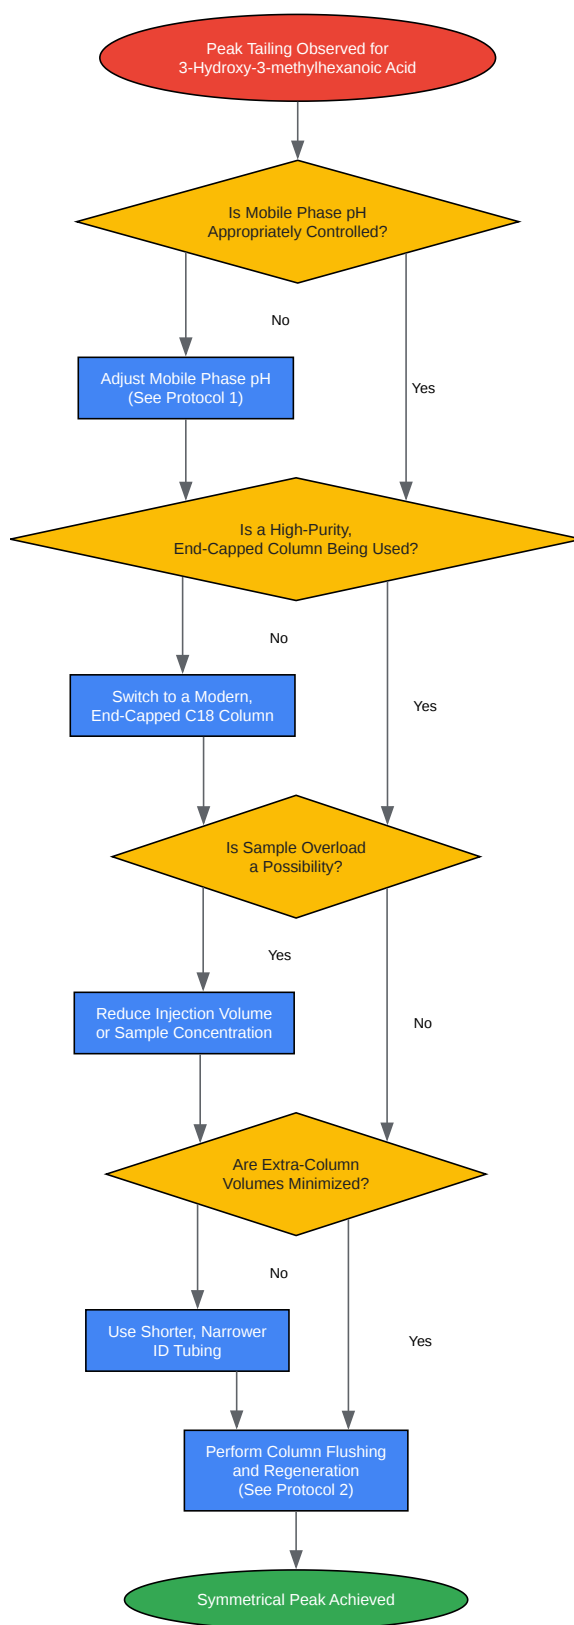 Peak Tailing Observed for
3-Hydroxy-3-methylhexanoic Acid
Is Mobile Phase pH
Appropriately Controlled?
No
Adjust Mobile Phase pH
(See Protocol 1)
Yes
Is a High-Purity,
End-Capped Column Being Used?
No
Switch to a Modern,
End-Capped C18 Column
Yes
Is Sample Overload
a Possibility?
Yes
Reduce Injection Volume
or Sample Concentration
No
Are Extra-Column
Volumes Minimized?
No
Use Shorter, Narrower
ID Tubing
Yes
Perform Column Flushing
and Regeneration
(See Protocol 2)
Symmetrical Peak Achieved